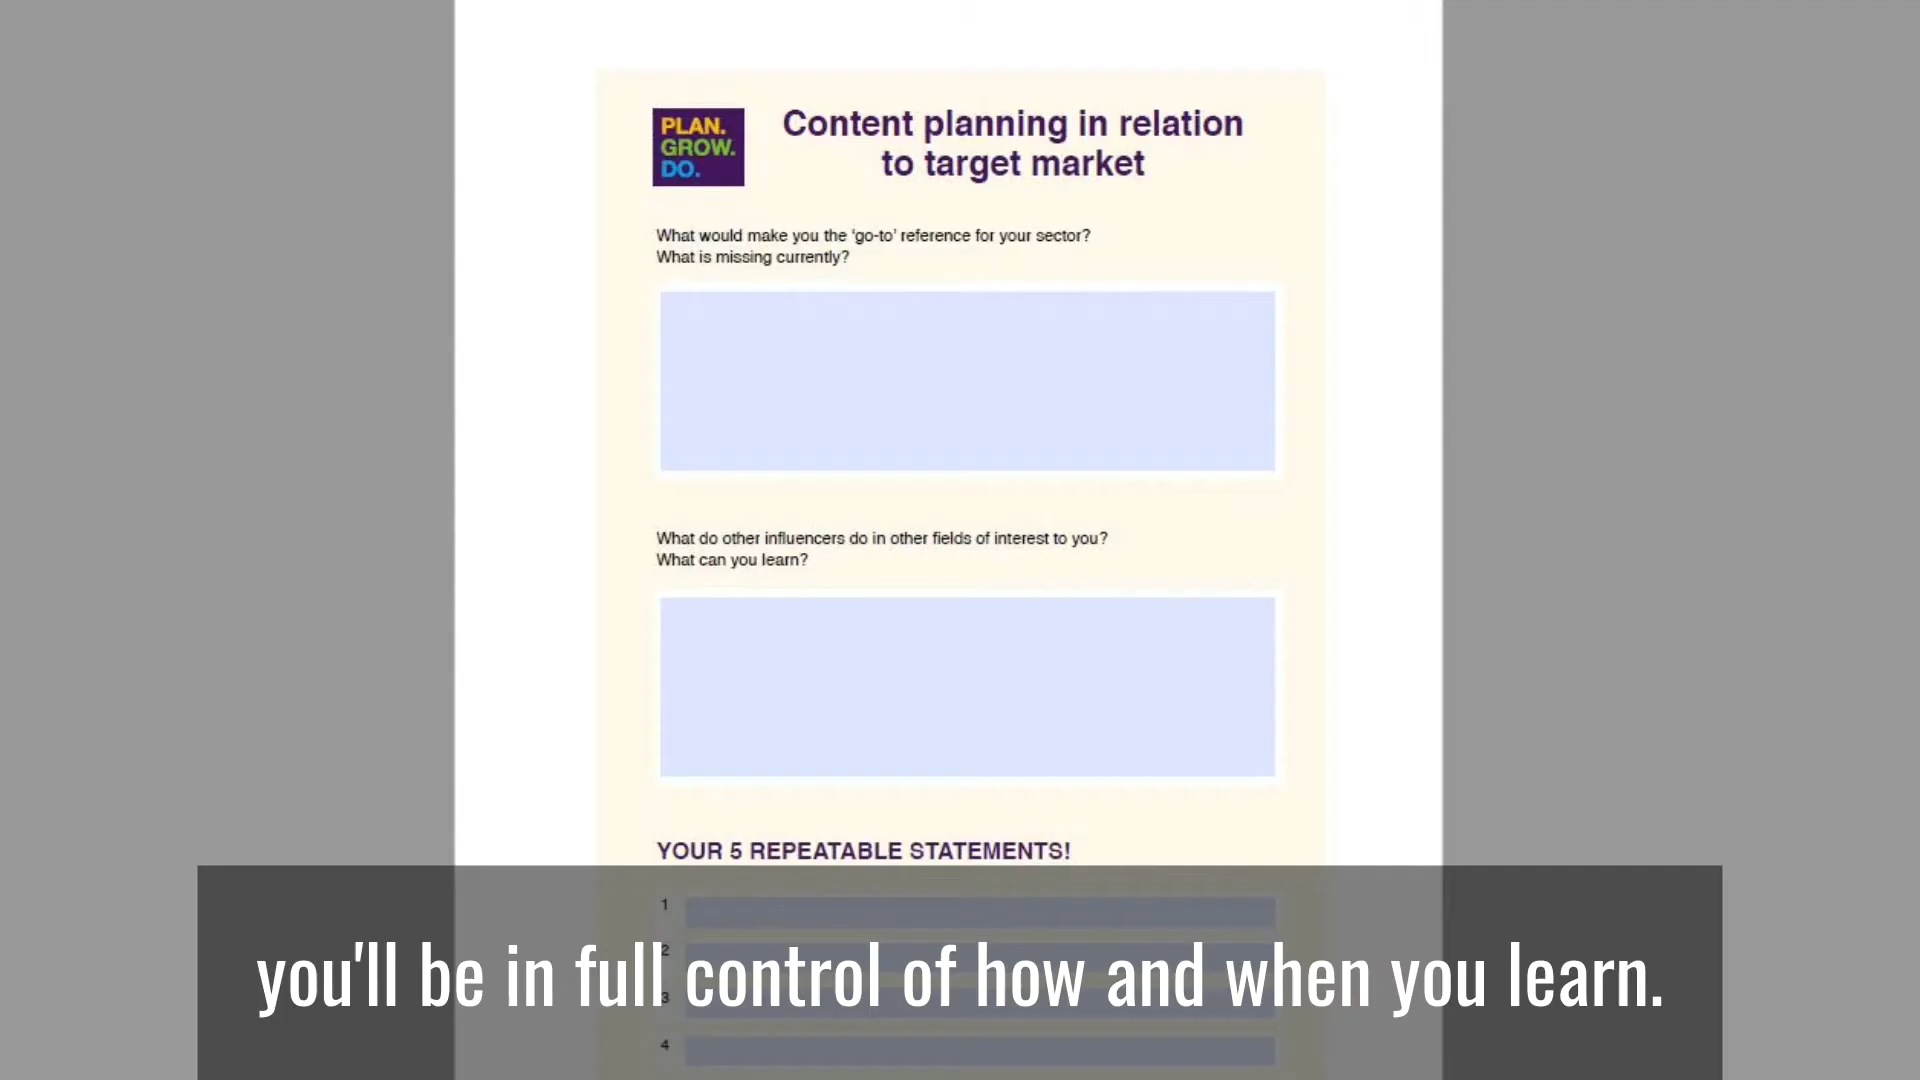 PLAN.
GROW.
DO.
Content planning in relation
to target market
What would make you the ‘go-to’ reference for your sector?
What is missing currently?
What do other influencers do in other fields of interest to you?
What can you learn?
YOUR 5 REPEATABLE STATEMENTS!
1
2
3
4
you'll be in full control of how and when you learn.